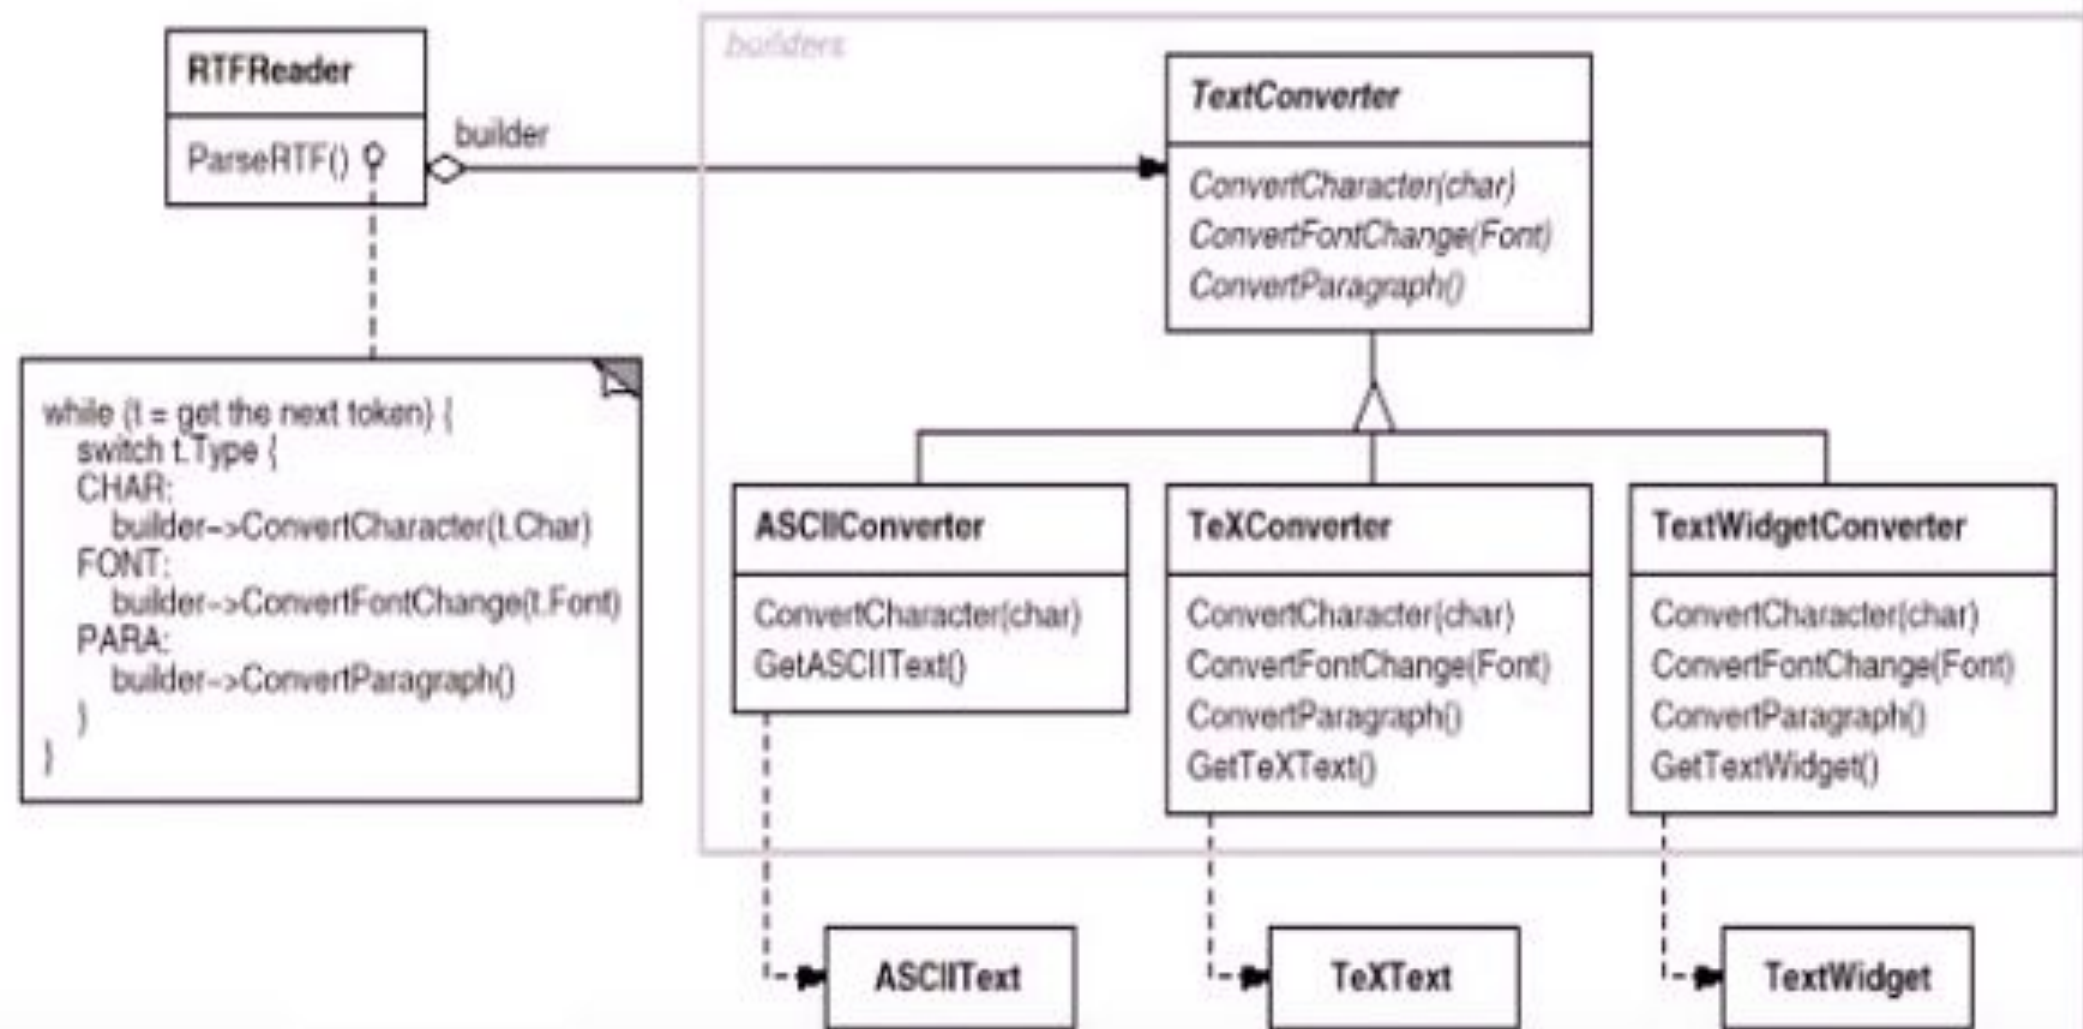 RTFReader
ParseRTF()
builder
builders
TextConverter
ConvertCharacter(char)
ConvertFontChange(Font)
ConvertParagraph()
while (t = get the next token) {
switch t.Type {
CHAR:
builder->ConvertCharacter(t.Char)
FONT:
builder->ConvertFontChange(t.Font)
PARA:
builder->ConvertParagraph()
}
}
ASCIIConverter
ConvertCharacter(char)
GetASCIIText()
TeXConverter
ConvertCharacter(char)
ConvertFontChange(Font)
ConvertParagraph()
GetTeXText()
TextWidgetConverter
ConvertCharacter(char)
ConvertFontChange(Font)
ConvertParagraph()
GetTextWidget()
ASCIIText
TeXText
TextWidget